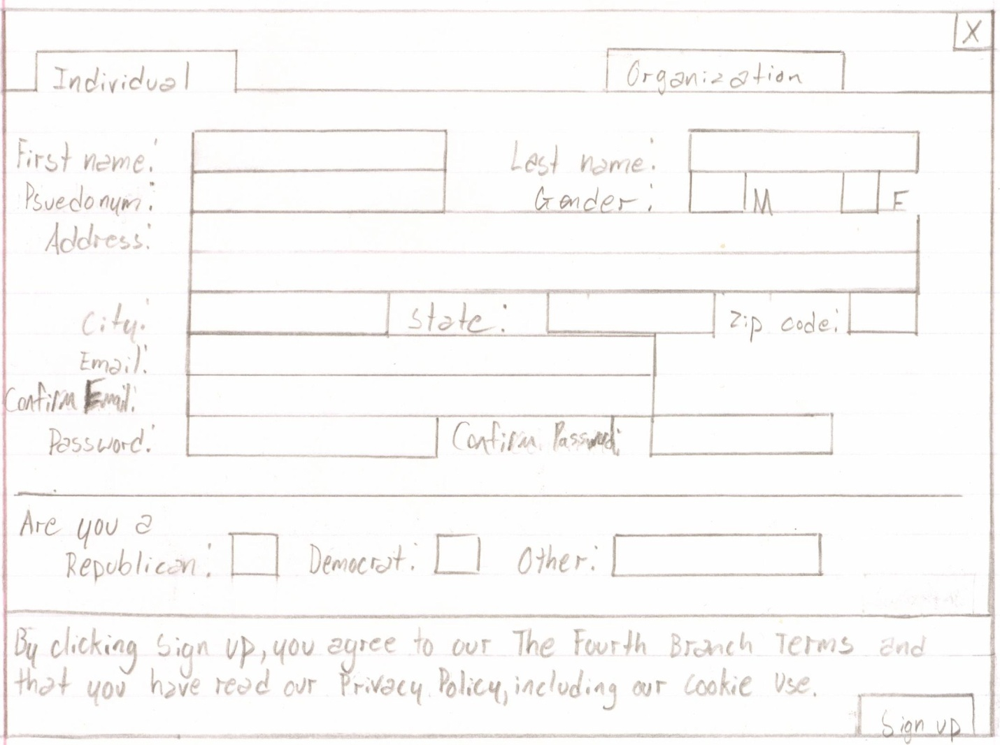 X
Individual Organization
First name: Last name:
Psuedonym: Gender: M F
Address:
City: State: Zip code:
Email:
Confirm Email:
Password: Confirm Password:
Are you a
Republican: Democrat: Other:
By clicking Sign up, you agree to our The Fourth Branch Terms and
that you have read our Privacy Policy, including our Cookie Use.
Sign up